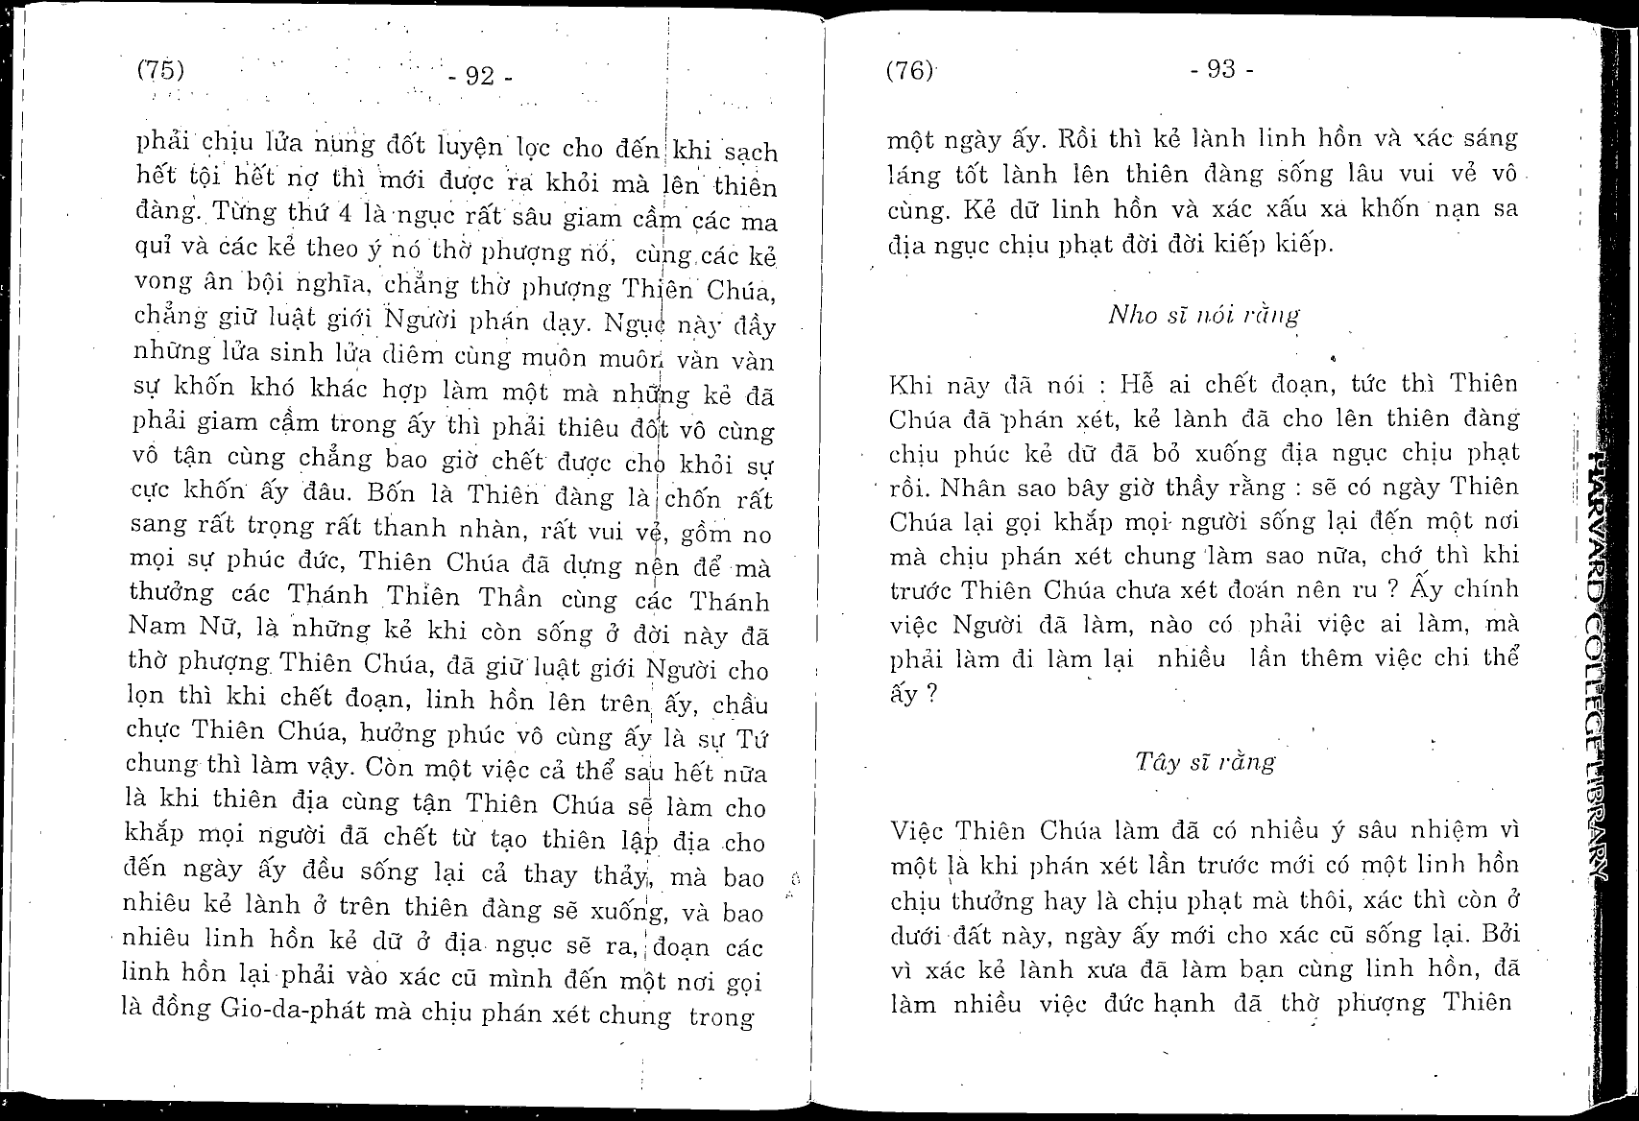 (75)
- 92 -
phải chịu lửa nung đốt luyện lọc cho đến khi sạch
hết tội hết nợ thì mới được ra khỏi mà lên thiên
đàng. Từng thứ 4 là ngục rất sâu giam cầm các ma
quỉ và các kẻ theo ý nó thờ phượng nó, cùng các kẻ
vong ân bội nghĩa, chẳng thờ phượng Thiên Chúa,
chẳng giữ luật giới Người phán dạy. Ngục này đầy
những lửa sinh lửa diêm cùng muôn muôn vàn vàn
sự khốn khó khác hợp làm một mà những kẻ đã
phải giam cầm trong ấy thì phải thiêu đốt vô cùng
vô tận cùng chẳng bao giờ chết được cho khỏi sự
cực khốn ấy đâu. Bốn là Thiên đàng là chốn rất
sang rất trọng rất thanh nhàn, rất vui vẻ, gồm no
mọi sự phúc đức, Thiên Chúa đã dựng nên để mà
thưởng các Thánh Thiên Thần cùng các Thánh
Nam Nữ, là những kẻ khi còn sống ở đời này đã
thờ phượng Thiên Chúa, đã giữ luật giới Người cho
lọn thì khi chết đoạn, linh hồn lên trên ấy, chầu
chực Thiên Chúa, hưởng phúc vô cùng ấy là sự Tứ
chung thì làm vậy. Còn một việc cả thể sau hết nữa
là khi thiên địa cùng tận Thiên Chúa sẽ làm cho
khắp mọi người đã chết từ tạo thiên lập địa cho
đến ngày ấy đều sống lại cả thay thảy, mà bao
nhiêu kẻ lành ở trên thiên đàng sẽ xuống, và bao
nhiêu linh hồn kẻ dữ ở địa ngục sẽ ra, đoạn các
linh hồn lại phải vào xác cũ mình đến một nơi gọi
là đồng Gio-da-phát mà chịu phán xét chung trong
(76)
- 93 -
một ngày ấy. Rồi thì kẻ lành linh hồn và xác sáng
láng tốt lành lên thiên đàng sống lâu vui vẻ vô
cùng. Kẻ dữ linh hồn và xác xấu xa khốn nạn sa
địa ngục chịu phạt đời đời kiếp kiếp.
Nho sĩ nói rằng
Khi nãy đã nói : Hễ ai chết đoạn, tức thì Thiên
Chúa đã phán xét, kẻ lành đã cho lên thiên đàng
chịu phúc kẻ dữ đã bỏ xuống địa ngục chịu phạt
rồi. Nhân sao bây giờ thầy rằng : sẽ có ngày Thiên
Chúa lại gọi khắp mọi người sống lại đến một nơi
mà chịu phán xét chung làm sao nữa, chớ thì khi
trước Thiên Chúa chưa xét đoán nên ru ? Ấy chính
việc Người đã làm, nào có phải việc ai làm, mà
phải làm đi làm lại nhiều lần thêm việc chi thể
ấy ?
Tây sĩ rằng
Việc Thiên Chúa làm đã có nhiều ý sâu nhiệm vì
một là khi phán xét lần trước mới có một linh hồn
chịu thưởng hay là chịu phạt mà thôi, xác thì còn ở
dưới đất này, ngày ấy mới cho xác cũ sống lại. Bởi
vì xác kẻ lành xưa đã làm bạn cùng linh hồn, đã
làm nhiều việc đức hạnh đã thờ phượng Thiên
HARVARD COLLEGE LIBRARY